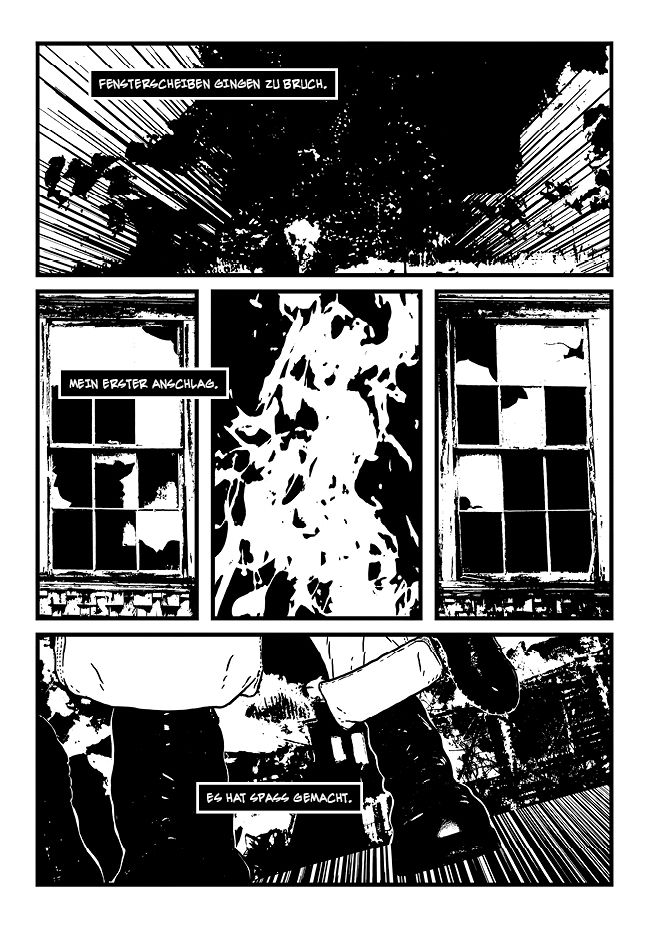 FENSTERSCHEIBEN GINGEN ZU BRUCH.
MEIN ERSTER ANSCHLAG.
ES HAT SPASS GEMACHT.